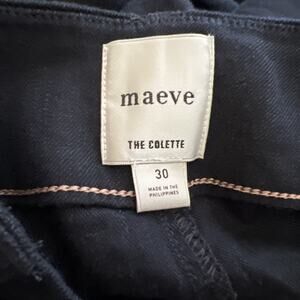 maeve
THE COLETTE
30
MADE IN THE
PHILIPPINES